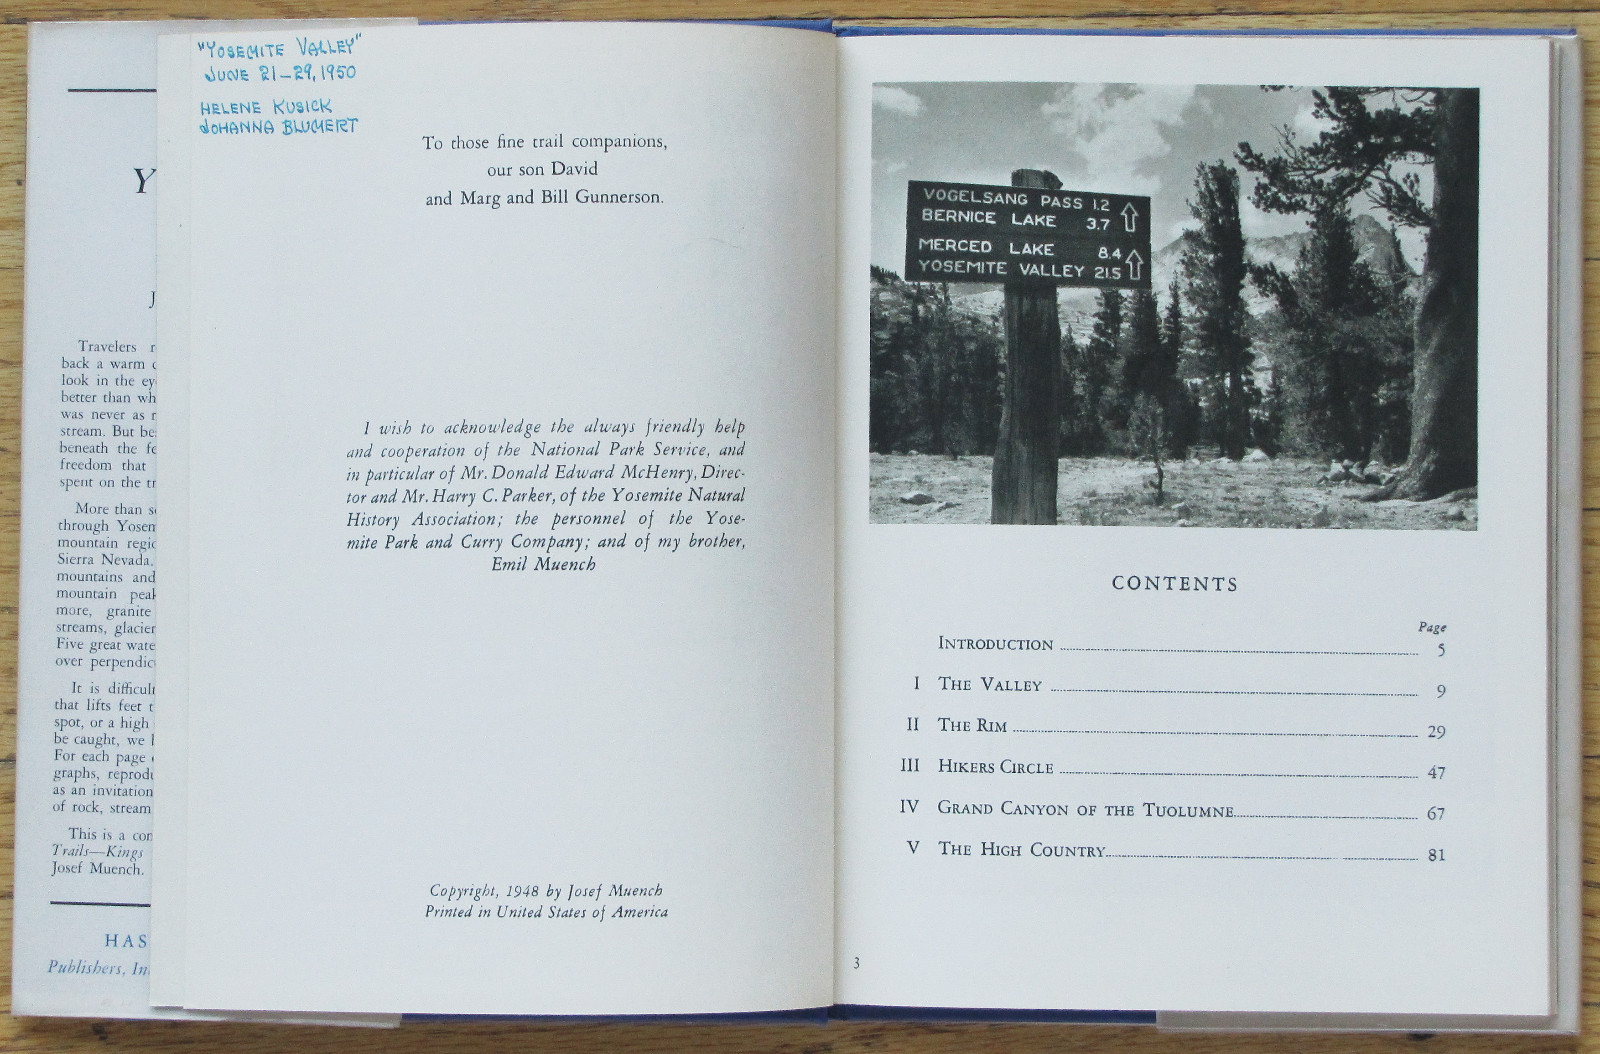 Y
J
Travelers
back a warm
look in the
better than
was never as
stream. But
beneath the
freedom that
spent on the
More than
through
mountain
Sierra Nevada.
mountains and
mountain
more, granite
streams,
Five great
over
It is
that lifts feet
spot, or a high
be caught, we
For each page
graphs,
as an invitation
of rock, stream
This is a
Trails—Kings
Josef Muench.
HAS
Publishers,
"YOSEMITE VALLEY"
JUNE 21-29, 1950
HELENE KUSICK
JOHANNA BLUMERT
To those fine trail companions,
our son David
and Marg and Bill Gunnerson.
I wish to acknowledge the always friendly help
and cooperation of the National Park Service, and
in particular of Mr. Donald Edward McHenry, Direc-
tor and Mr. Harry C. Parker, of the Yosemite Natural
History Association; the personnel of the Yose-
mite Park and Curry Company; and of my brother,
Emil Muench
Copyright, 1948 by Josef Muench
Printed in United States of America
VOGELSANG PASS 1.2
BERNICE LAKE 3.7
MERCED LAKE 8.4
YOSEMITE VALLEY 21.5
CONTENTS
Page
INTRODUCTION 5
I THE VALLEY 9
II THE RIM 29
III HIKERS CIRCLE 47
IV GRAND CANYON OF THE TUOLUMNE 67
V THE HIGH COUNTRY 81
3